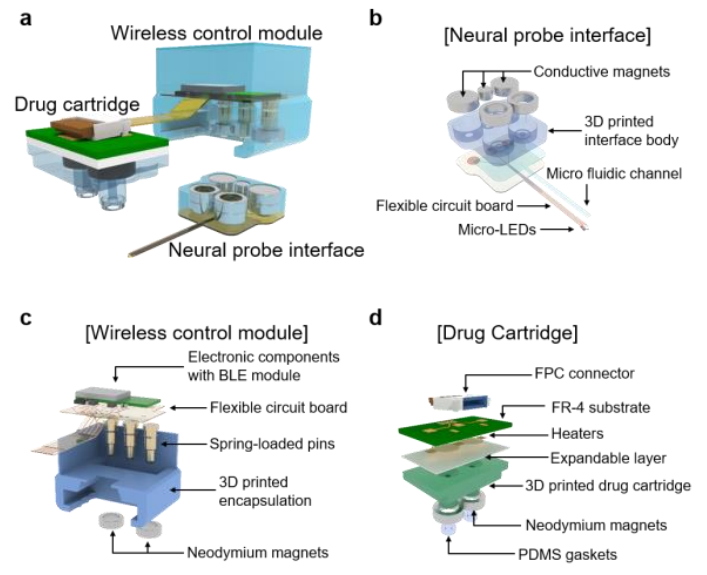 a
Wireless control module
Drug cartridge
Neural probe interface
b
[Neural probe interface]
Conductive magnets
3D printed
interface body
Micro fluidic channel
Flexible circuit board
Micro-LEDs
c
[Wireless control module]
Electronic components
with BLE module
Flexible circuit board
Spring-loaded pins
3D printed
encapsulation
Neodymium magnets
d
[Drug Cartridge]
FPC connector
FR-4 substrate
Heaters
Expandable layer
3D printed drug cartridge
Neodymium magnets
PDMS gaskets